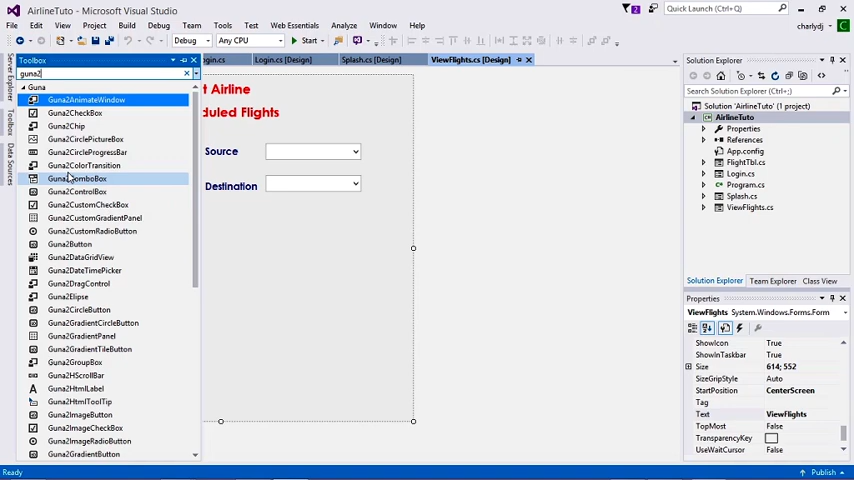 AirlineTuto - Microsoft Visual Studio
Quick Launch (Ctrl+Q)
File Edit View Project Build Debug Team Tools Test Web Essentials Analyze Window Help
charlydj
Debug Any CPU Start
Server Explorer
Toolbox
Data Sources
Toolbox
guna2
Guna
Guna2AnimateWindow
Guna2CheckBox
Guna2Chip
Guna2CirclePictureBox
Guna2CircleProgressBar
Guna2ColorTransition
Guna2ComboBox
Guna2ControlBox
Guna2CustomCheckBox
Guna2CustomGradientPanel
Guna2CustomRadioButton
Guna2Button
Guna2DataGridView
Guna2DateTimePicker
Guna2DragControl
Guna2Elipse
Guna2CircleButton
Guna2GradientCircleButton
Guna2GradientPanel
Guna2GradientTileButton
Guna2GroupBox
Guna2HScrollBar
Guna2HtmlLabel
Guna2HtmlToolTip
Guna2ImageButton
Guna2ImageCheckBox
Guna2ImageRadioButton
Guna2GradientButton
gin.cs Login.cs [Design] Splash.cs [Design] ViewFlights.cs [Design]
t Airline
duled Flights
Source
Destination
Solution Explorer
Search Solution Explorer (Ctrl+;)
Solution 'AirlineTuto' (1 project)
AirlineTuto
Properties
References
App.config
FlightTbl.cs
Login.cs
Program.cs
Splash.cs
ViewFlights.cs
Solution Explorer Team Explorer Class View
Properties
ViewFlights System.Windows.Forms.Form
ShowIcon True
ShowInTaskbar True
Size 614; 552
SizeGripStyle Auto
StartPosition CenterScreen
Tag
Text ViewFlights
TopMost False
TransparencyKey
UseWaitCursor False
Ready
Publish